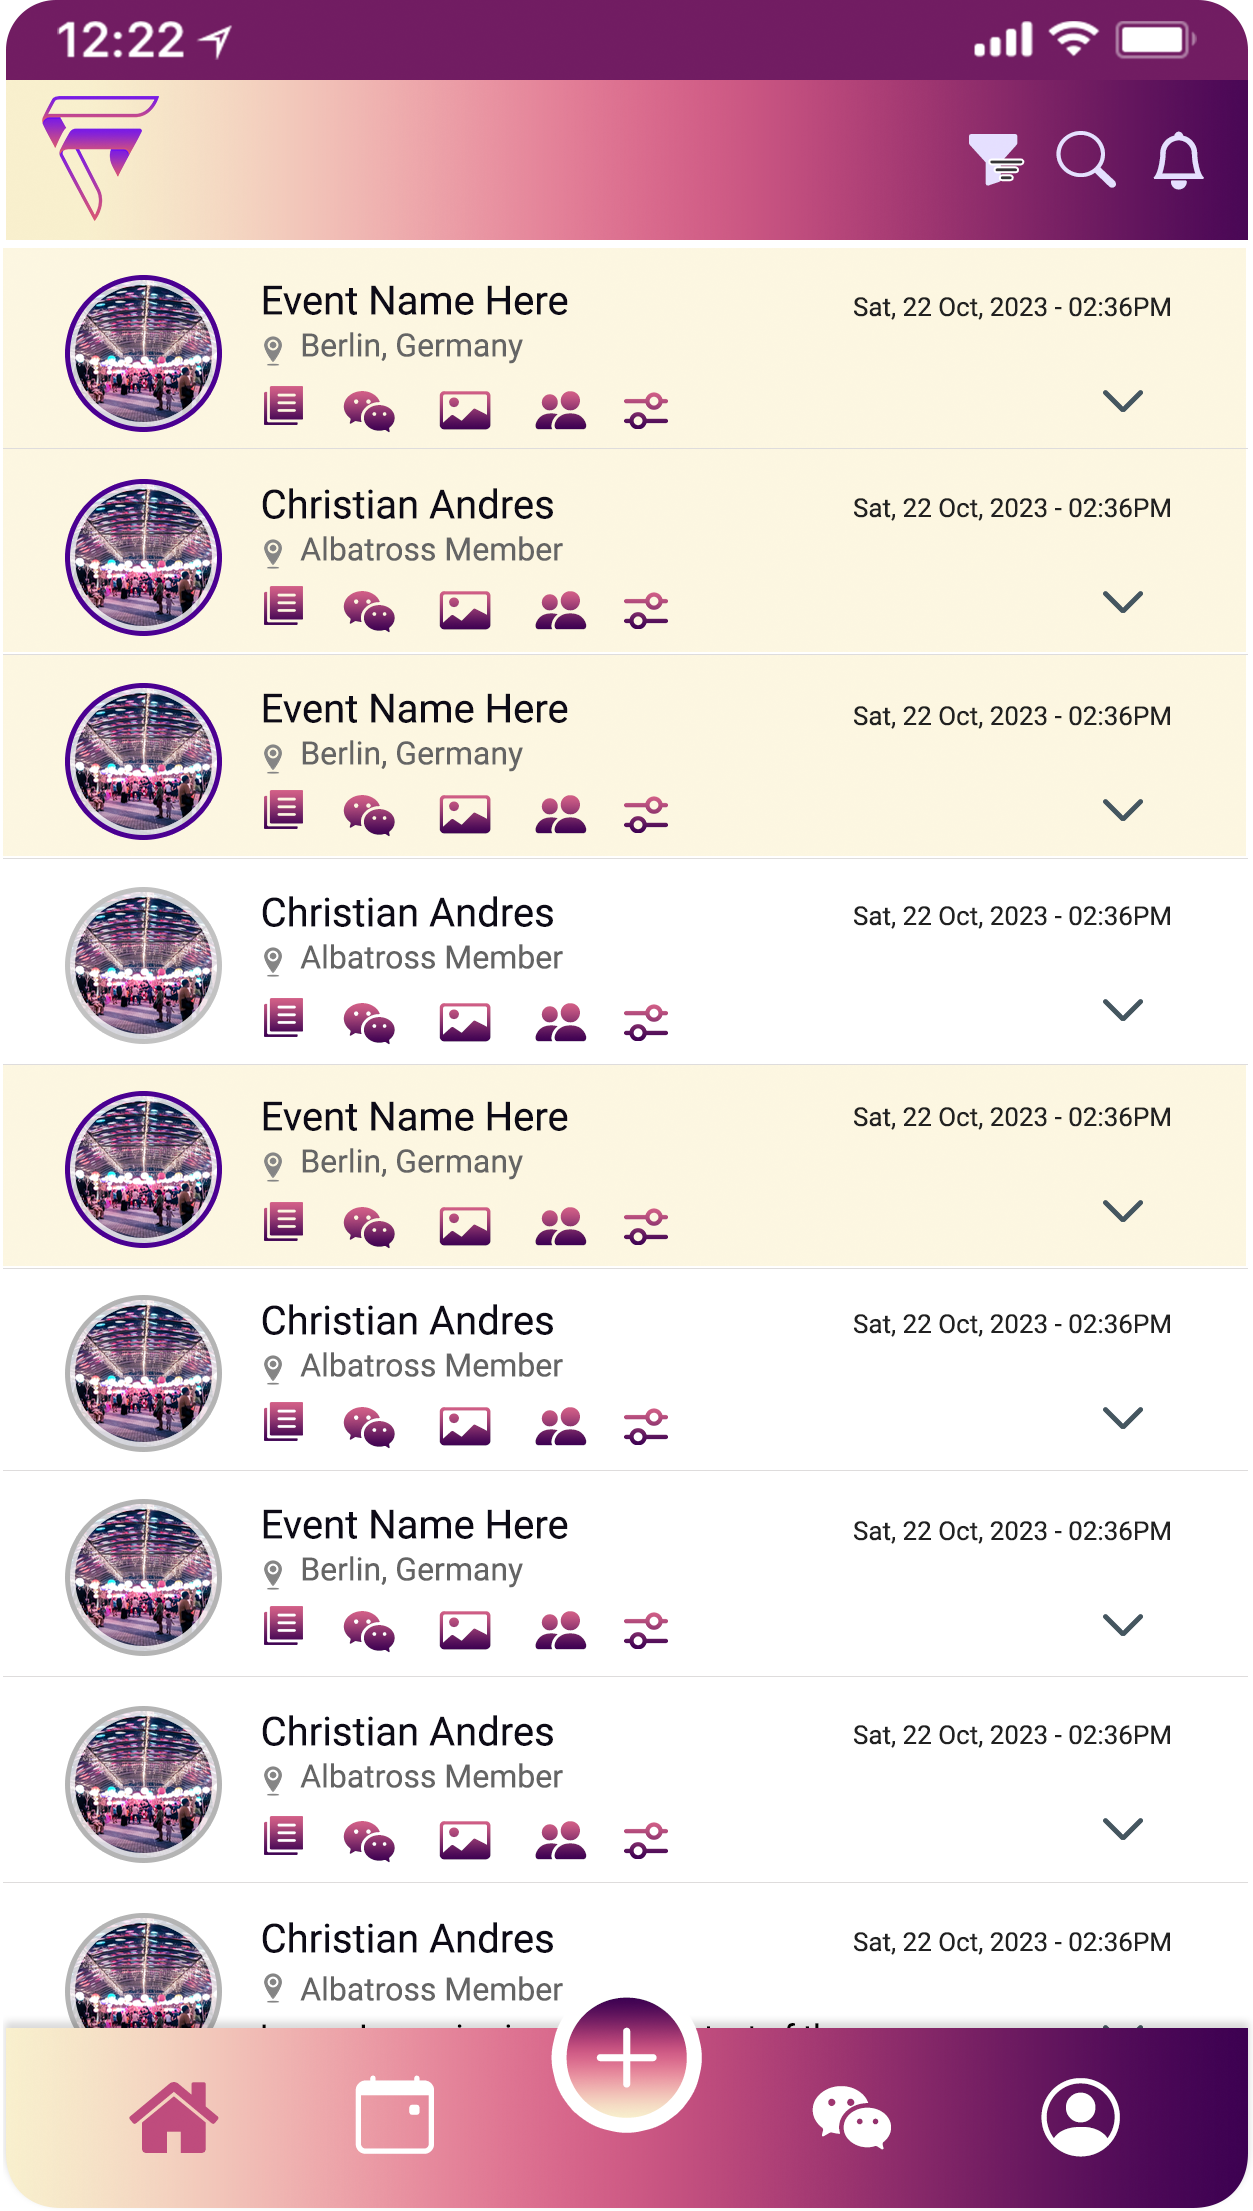 12:22
Event Name Here
Sat, 22 Oct, 2023 - 02:36PM
Berlin, Germany
Christian Andres
Sat, 22 Oct, 2023 - 02:36PM
Albatross Member
Event Name Here
Sat, 22 Oct, 2023 - 02:36PM
Berlin, Germany
Christian Andres
Sat, 22 Oct, 2023 - 02:36PM
Albatross Member
Event Name Here
Sat, 22 Oct, 2023 - 02:36PM
Berlin, Germany
Christian Andres
Sat, 22 Oct, 2023 - 02:36PM
Albatross Member
Event Name Here
Sat, 22 Oct, 2023 - 02:36PM
Berlin, Germany
Christian Andres
Sat, 22 Oct, 2023 - 02:36PM
Albatross Member
Christian Andres
Sat, 22 Oct, 2023 - 02:36PM
Albatross Member